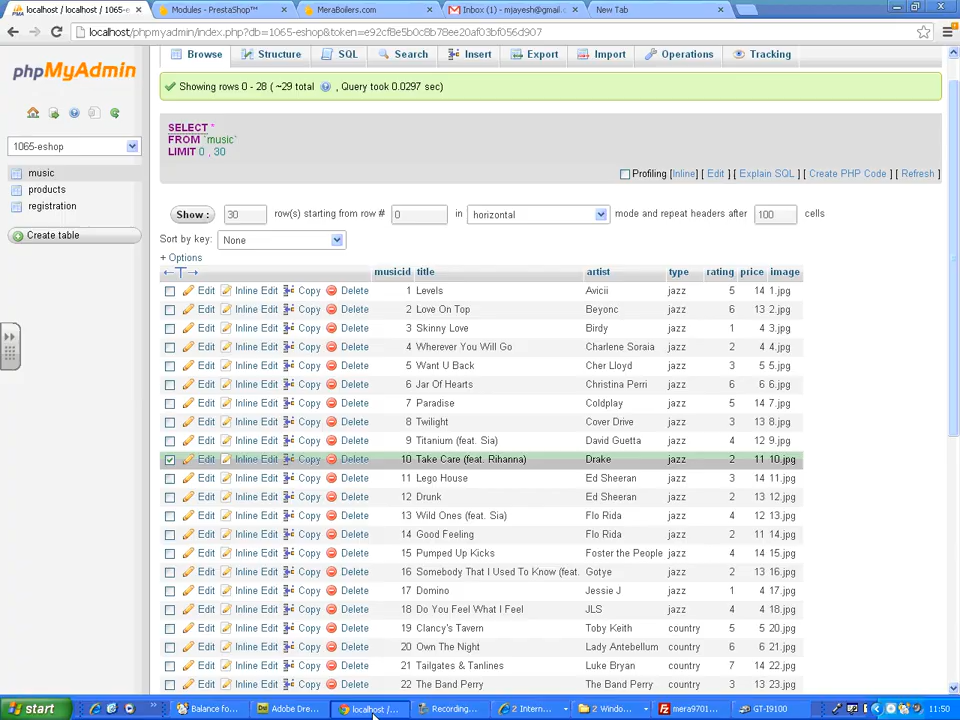 localhost / localhost / 1065-
Modules - PrestaShop™
MeraBoilers.com
Inbox (1) - mjayesh@gmail.c
New Tab
localhost/phpmyadmin/index.php?db=1065-eshop&token=e92cf8e5b0c8b78ee20af03bf056d907
phpMyAdmin
1065-eshop
music
products
registration
Create table
Browse Structure SQL Search Insert Export Import Operations Tracking
Showing rows 0 - 28 ( ~29 total , Query took 0.0297 sec)
SELECT *
FROM `music`
LIMIT 0 , 30
Profiling [Inline] [ Edit ] [ Explain SQL ] [ Create PHP Code ] [ Refresh ]
Show : 30 row(s) starting from row # 0 in horizontal mode and repeat headers after 100 cells
Sort by key: None
+ Options
←T→ musicid title artist type rating price image
Edit Inline Edit Copy Delete 1 Levels Avicii jazz 5 14 1.jpg
Edit Inline Edit Copy Delete 2 Love On Top Beyonc jazz 6 13 2.jpg
Edit Inline Edit Copy Delete 3 Skinny Love Birdy jazz 1 4 3.jpg
Edit Inline Edit Copy Delete 4 Wherever You Will Go Charlene Soraia jazz 2 4 4.jpg
Edit Inline Edit Copy Delete 5 Want U Back Cher Lloyd jazz 3 5 5.jpg
Edit Inline Edit Copy Delete 6 Jar Of Hearts Christina Perri jazz 6 6 6.jpg
Edit Inline Edit Copy Delete 7 Paradise Coldplay jazz 5 14 7.jpg
Edit Inline Edit Copy Delete 8 Twilight Cover Drive jazz 3 13 8.jpg
Edit Inline Edit Copy Delete 9 Titanium (feat. Sia) David Guetta jazz 4 12 9.jpg
Edit Inline Edit Copy Delete 10 Take Care (feat. Rihanna) Drake jazz 2 11 10.jpg
Edit Inline Edit Copy Delete 11 Lego House Ed Sheeran jazz 3 14 11.jpg
Edit Inline Edit Copy Delete 12 Drunk Ed Sheeran jazz 2 13 12.jpg
Edit Inline Edit Copy Delete 13 Wild Ones (feat. Sia) Flo Rida jazz 4 12 13.jpg
Edit Inline Edit Copy Delete 14 Good Feeling Flo Rida jazz 2 11 14.jpg
Edit Inline Edit Copy Delete 15 Pumped Up Kicks Foster the People jazz 4 14 15.jpg
Edit Inline Edit Copy Delete 16 Somebody That I Used To Know (feat. Gotye jazz 2 13 16.jpg
Edit Inline Edit Copy Delete 17 Domino Jessie J jazz 1 4 17.jpg
Edit Inline Edit Copy Delete 18 Do You Feel What I Feel JLS jazz 4 4 18.jpg
Edit Inline Edit Copy Delete 19 Clancy's Tavern Toby Keith country 5 5 20.jpg
Edit Inline Edit Copy Delete 20 Own The Night Lady Antebellum country 6 6 21.jpg
Edit Inline Edit Copy Delete 21 Tailgates & Tanlines Luke Bryan country 7 14 22.jpg
Edit Inline Edit Copy Delete 22 The Band Perry The Band Perry country 3 13 23.jpg
start Balance fo... Adobe Dre... localhost /... Recording... 2 Intern... 2 Windo... mera9701... GT-I9100 11:50